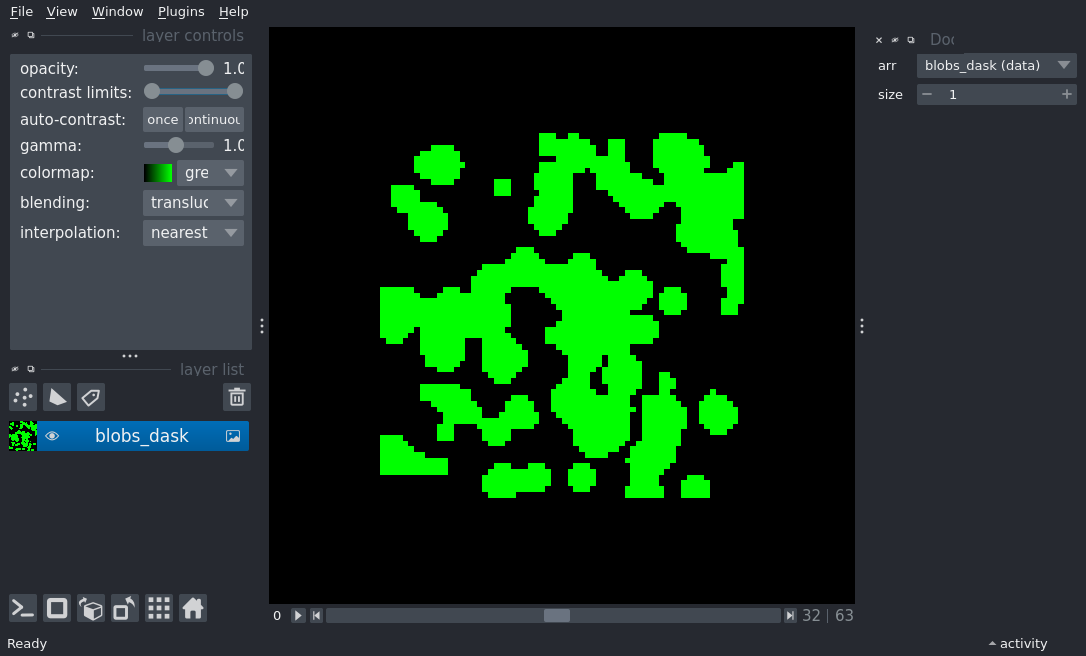 File View Window Plugins Help
layer controls
opacity: 1.0
contrast limits:
auto-contrast: once ontinuou
gamma: 1.0
colormap: gre
blending: transluc
interpolation: nearest
layer list
blobs_dask
0 32 | 63
Ready
Doc
arr blobs_dask (data)
size 1
activity